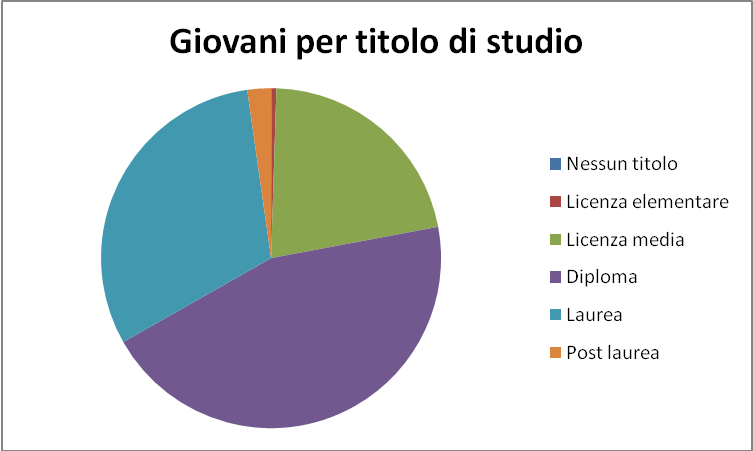 Giovani per titolo di studio
Nessun titolo
Licenza elementare
Licenza media
Diploma
Laurea
Post laurea